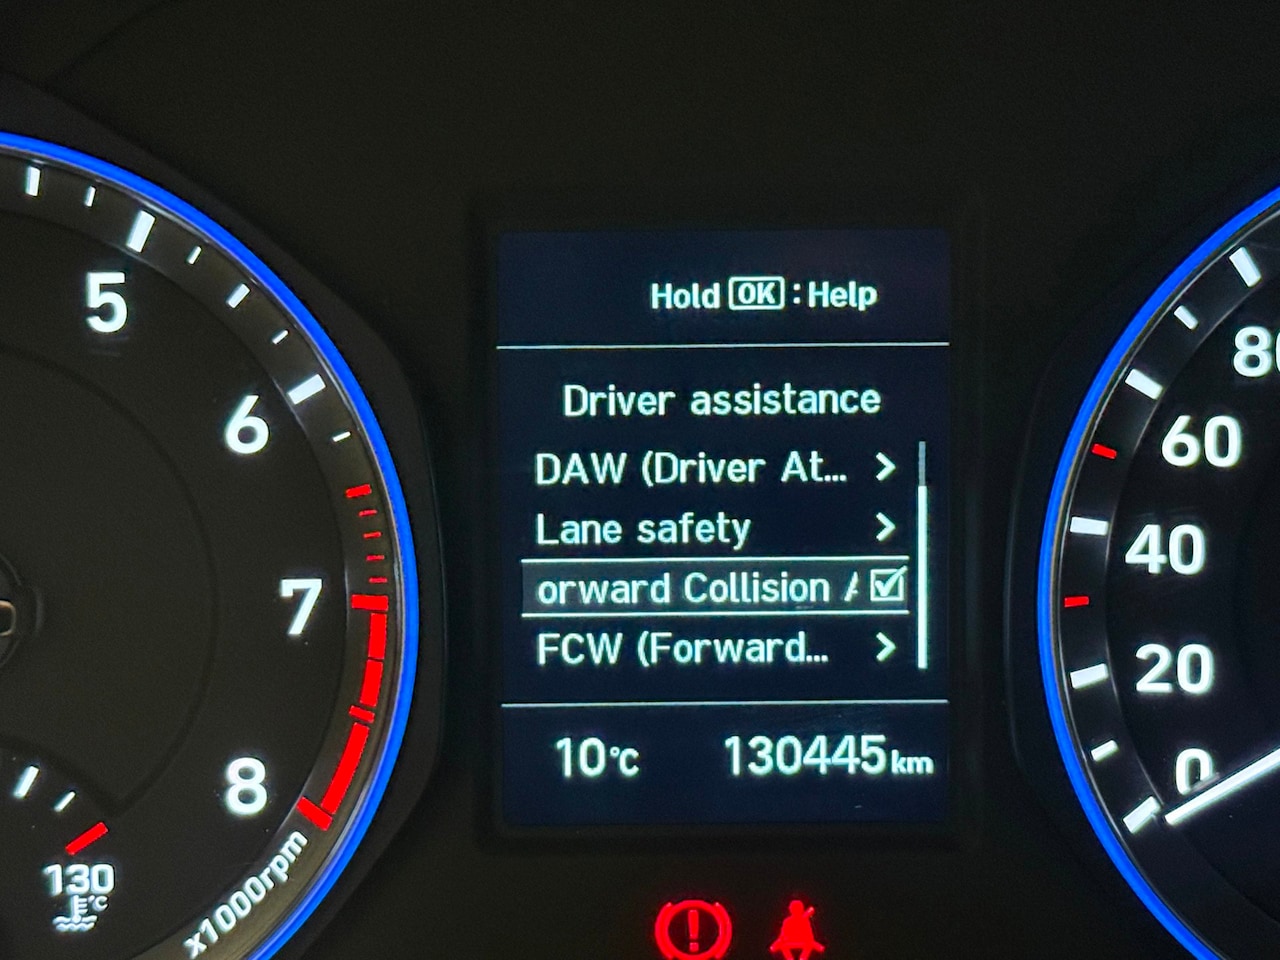 Hold OK : Help
Driver assistance
DAW (Driver At...
Lane safety
orward Collision
FCW (Forward...
10°C 130445km
5
6
7
8
x1000rpm
130
°C
80
60
40
20
0